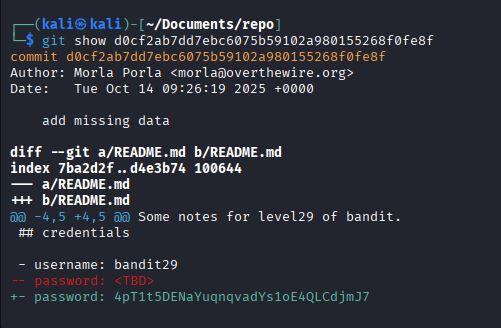 ┌──(kali㉿kali)-[~/Documents/repo]
└─$ git show d0cf2ab7dd7ebc6075b59102a980155268f0fe8f
commit d0cf2ab7dd7ebc6075b59102a980155268f0fe8f
Author: Morla Porla <morla@overthewire.org>
Date:   Tue Oct 14 09:26:19 2025 +0000

    add missing data

diff --git a/README.md b/README.md
index 7ba2d2f..d4e3b74 100644
--- a/README.md
+++ b/README.md
@@ -4,5 +4,5 @@ Some notes for level29 of bandit.
 ## credentials

 - username: bandit29
-- password: <TBD>
+- password: 4pT1t5DENaYuqnqvadYs1oE4QLCdjmJ7